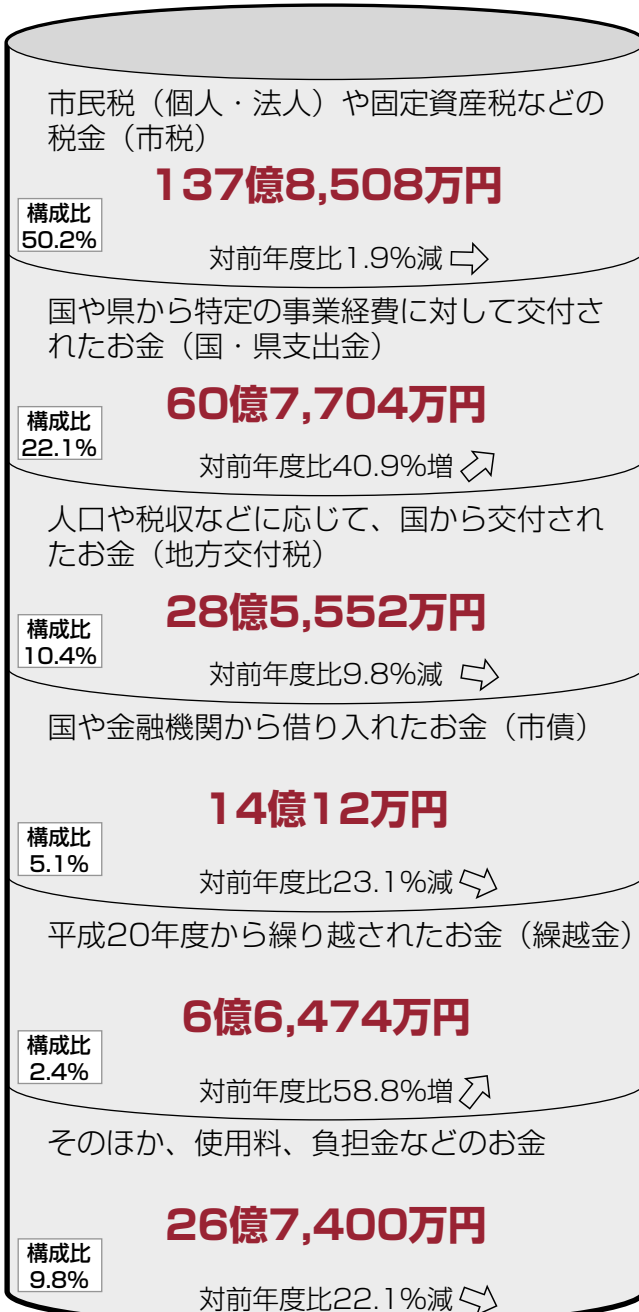 市民税（個人・法人）や固定資産税などの
税金（市税）
137億8,508万円
構成比
50.2%
対前年度比1.9%減
国や県から特定の事業経費に対して交付さ
れたお金（国・県支出金）
60億7,704万円
構成比
22.1%
対前年度比40.9%増
人口や税収などに応じて、国から交付され
たお金（地方交付税）
28億5,552万円
構成比
10.4%
対前年度比9.8%減
国や金融機関から借り入れたお金（市債）
14億12万円
構成比
5.1%
対前年度比23.1%減
平成20年度から繰り越されたお金（繰越金）
6億6,474万円
構成比
2.4%
対前年度比58.8%増
そのほか、使用料、負担金などのお金
26億7,400万円
構成比
9.8%
対前年度比22.1%減